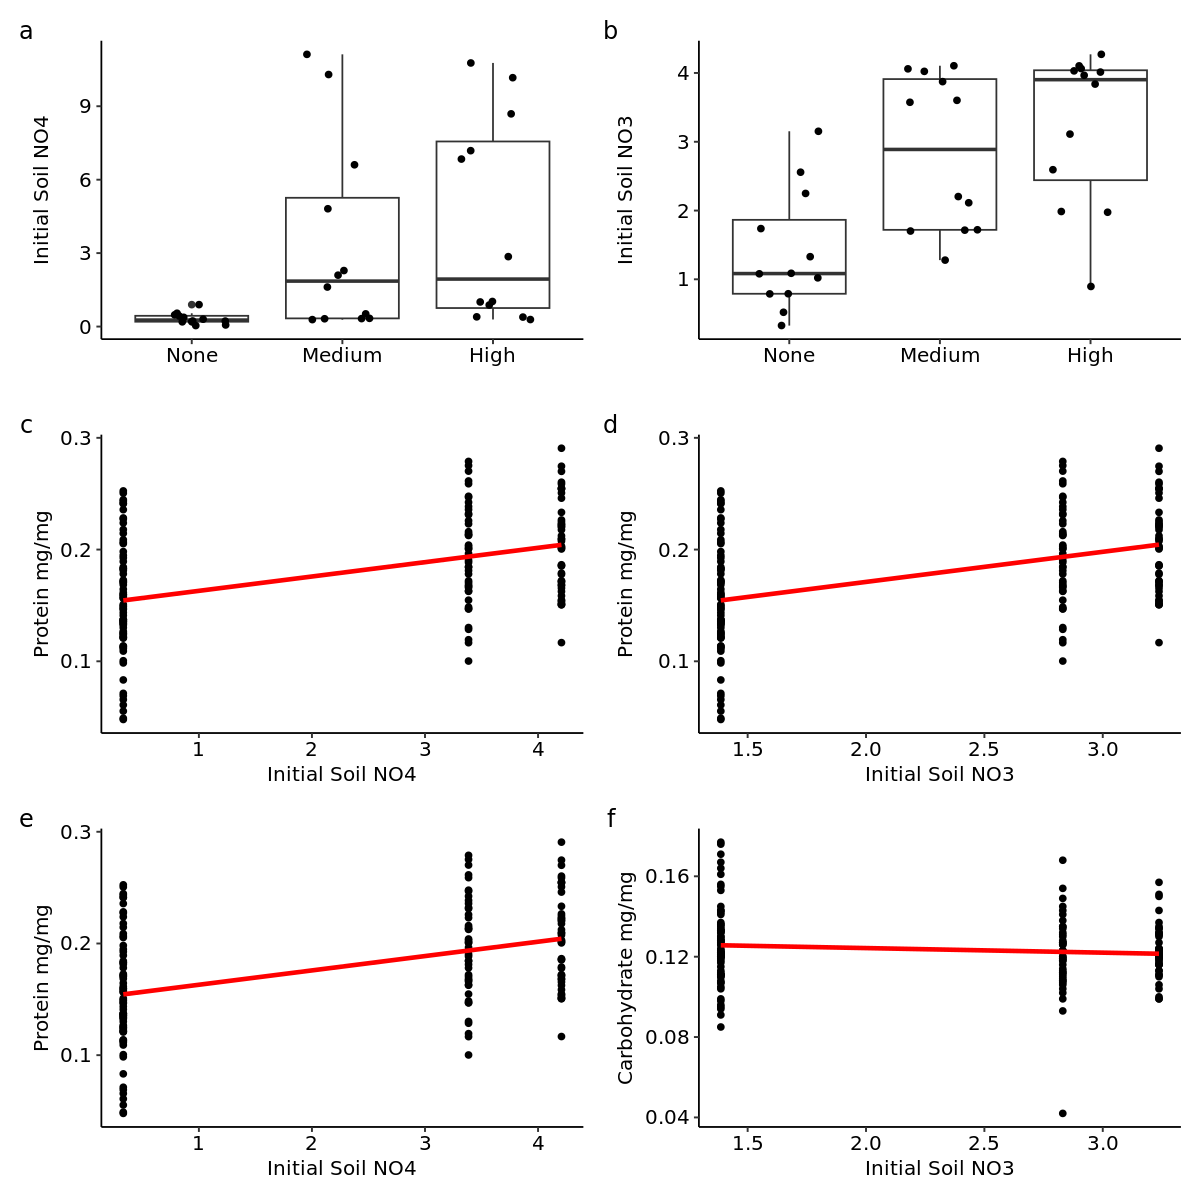 a
Initial Soil NO4
9
6
3
0
None Medium High
b
Initial Soil NO3
4
3
2
1
None Medium High
c
Protein mg/mg
0.3
0.2
0.1
1 2 3 4
Initial Soil NO4
d
Protein mg/mg
0.3
0.2
0.1
1.5 2.0 2.5 3.0
Initial Soil NO3
e
Protein mg/mg
0.3
0.2
0.1
1 2 3 4
Initial Soil NO4
f
Carbohydrate mg/mg
0.16
0.12
0.08
0.04
1.5 2.0 2.5 3.0
Initial Soil NO3